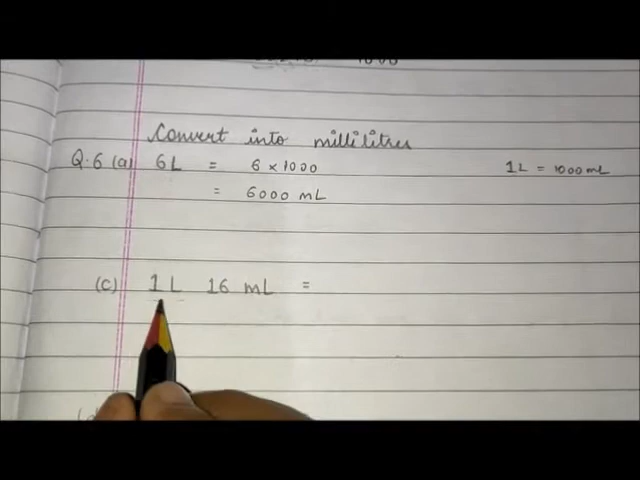 Convert into millilitres
Q.6 (a) 6L = 6 × 1000 1L = 1000 mL
= 6000 mL
(c) 1 L 16 mL =